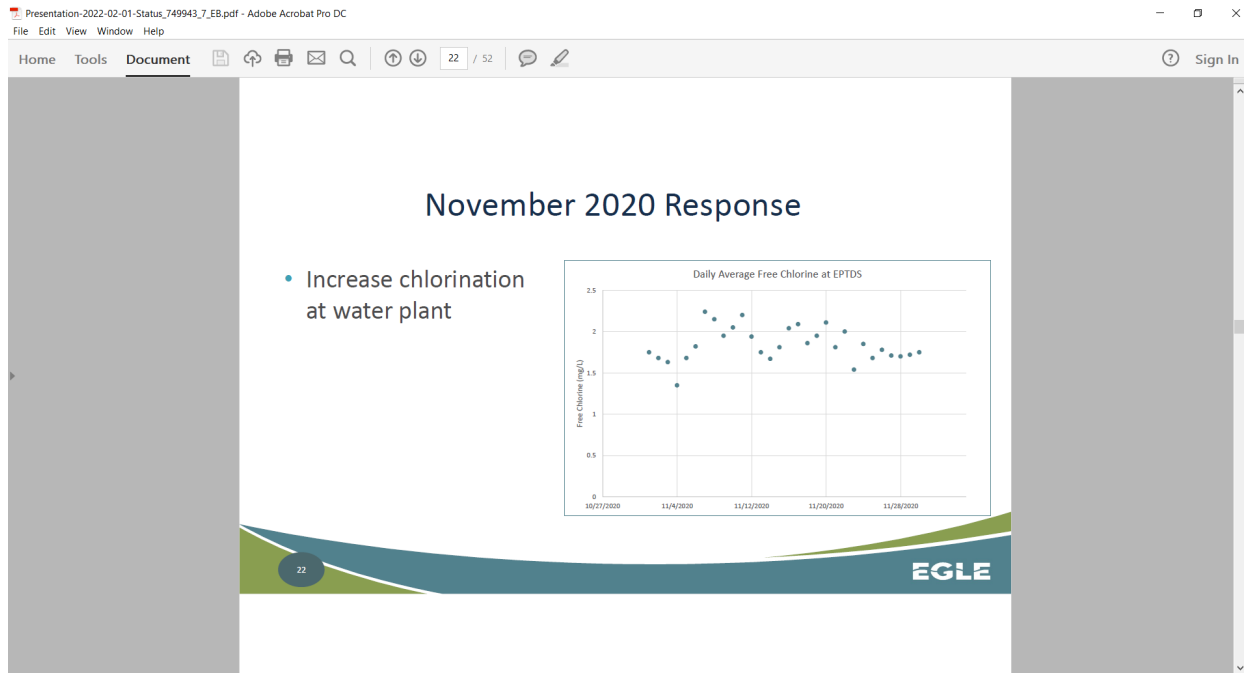 Presentation-2022-02-01-Status_749943_7_EB.pdf - Adobe Acrobat Pro DC
File Edit View Window Help
Home Tools Document 22 / 52 Sign In
November 2020 Response
• Increase chlorination
at water plant
Daily Average Free Chlorine at EPTDS
Free Chlorine (mg/L)
2.5
2
1.5
1
0.5
0
10/27/2020 11/4/2020 11/12/2020 11/20/2020 11/28/2020
22
EGLE